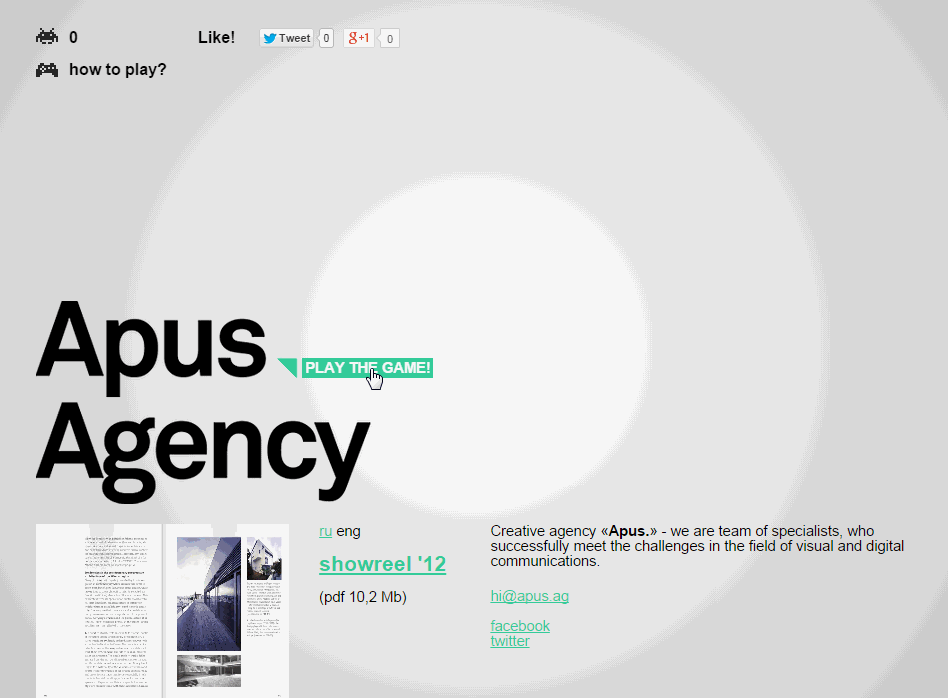 0
Like!
Tweet
0
g+1
0
how to play?
Apus
PLAY THE GAME!
Agency
ru eng
showreel '12
(pdf 10,2 Mb)
Creative agency «Apus.» - we are team of specialists, who
successfully meet the challenges in the field of visual and digital
communications.
hi@apus.ag
facebook
twitter